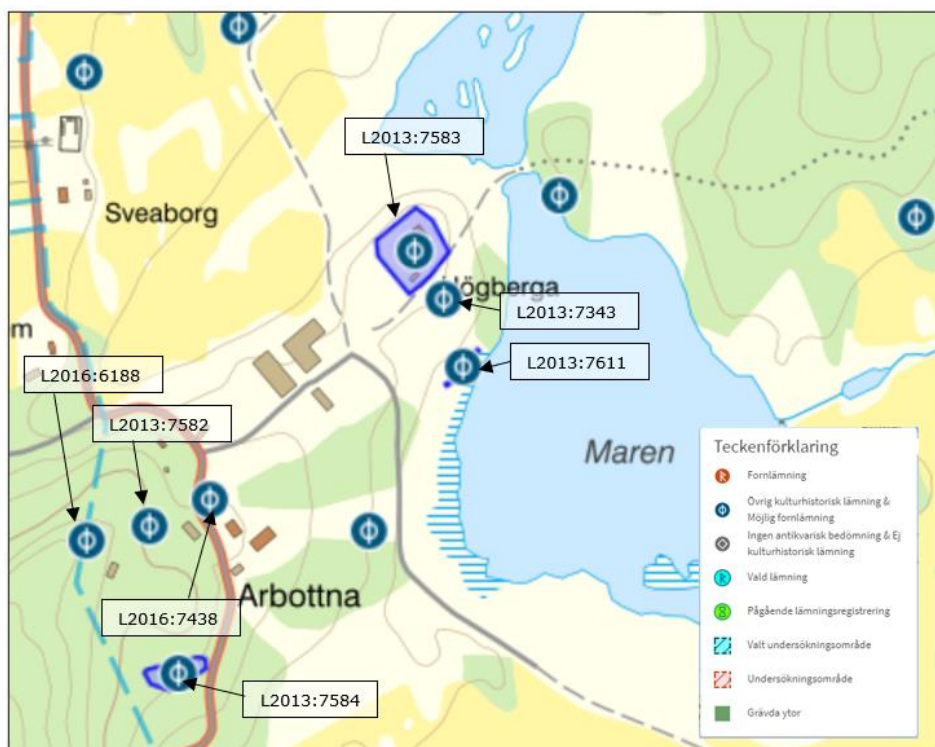 L2013:7583
Sveaborg
ögberga
L2013:7343
m
L2013:7611
L2016:6188
L2013:7582
Maren
Arbottna
L2016:7438
L2013:7584
Teckenförklaring
Fornlämning
Övrig kulturhistorisk lämning &
Möjlig fornlämning
Ingen antikvarisk bedömning & Ej
kulturhistorisk lämning
Vald lämning
Pågående lämningsregistrering
Valt undersökningsområde
Undersökningsområde
Grävda ytor